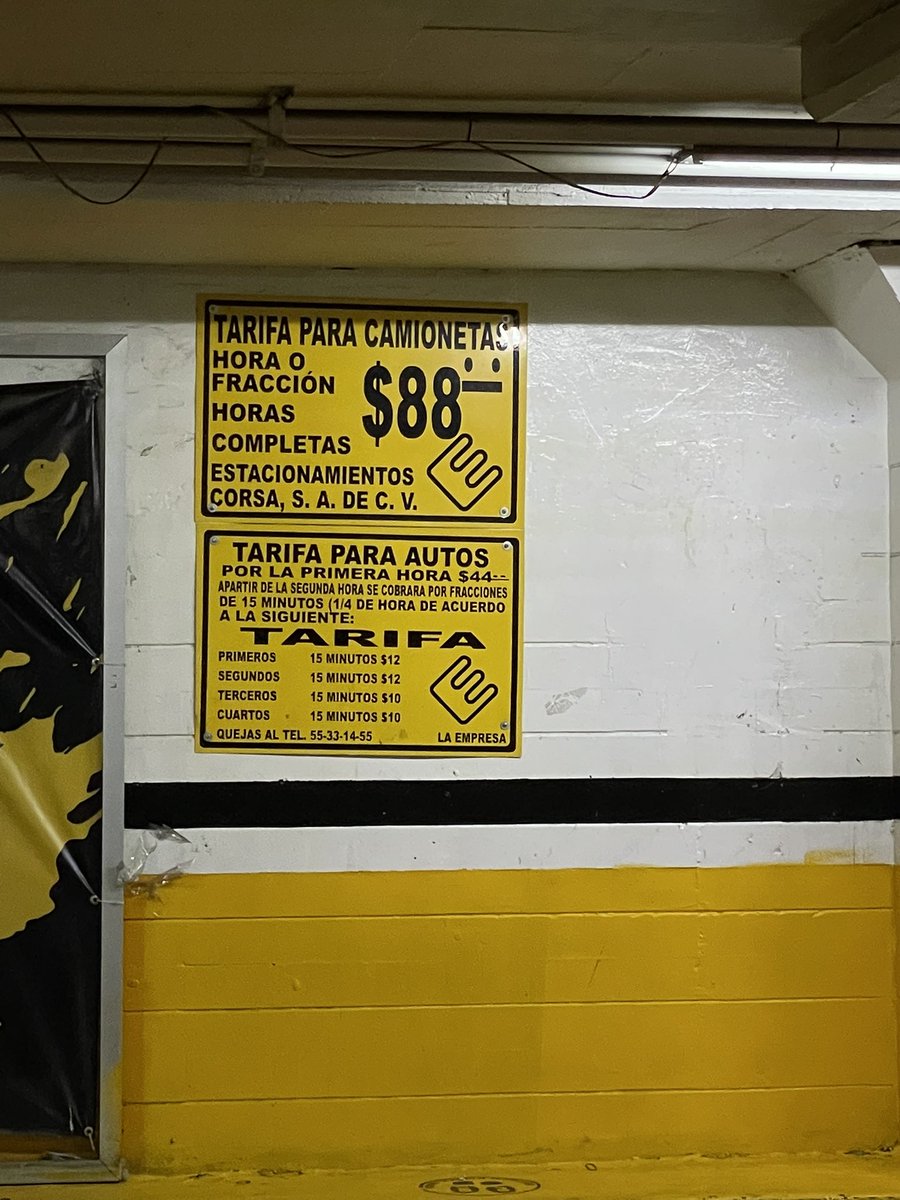 TARIFA PARA CAMIONETAS
HORA O
FRACCIÓN
HORAS
COMPLETAS
$88
ESTACIONAMIENTOS
CORSA, S. A. DE C. V.
TARIFA PARA AUTOS
POR LA PRIMERA HORA $44--
APARTIR DE LA SEGUNDA HORA SE COBRARA POR FRACCIONES
DE 15 MINUTOS (1/4 DE HORA DE ACUERDO
A LA SIGUIENTE:
TARIFA
PRIMEROS 15 MINUTOS $12
SEGUNDOS 15 MINUTOS $12
TERCEROS 15 MINUTOS $10
CUARTOS 15 MINUTOS $10
QUEJAS AL TEL. 55-33-14-55 LA EMPRESA